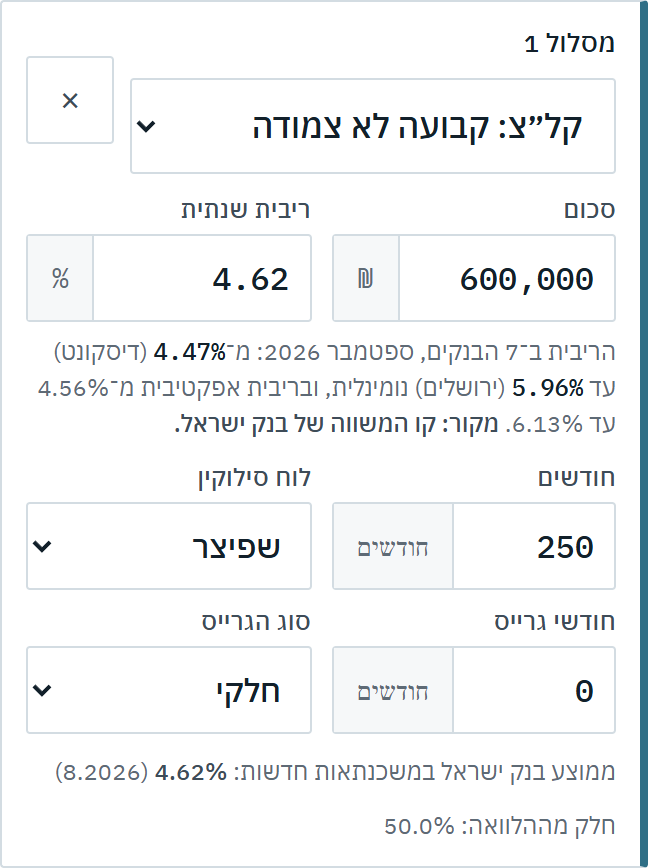 מסלול 1
×
קל״צ: קבועה לא צמודה
סכום
ריבית שנתית
600,000 ₪
4.62 %
הריבית ב־7 הבנקים, ספטמבר 2026: מ־4.47% (דיסקונט)
עד 5.96% (ירושלים) נומינלית, ובריבית אפקטיבית מ־4.56%
עד 6.13%. מקור: קו המשווה של בנק ישראל.
חודשים
לוח סילוקין
250 חודשים
שפיצר
חודשי גרייס
סוג הגרייס
0 חודשים
חלקי
ממוצע בנק ישראל במשכנתאות חדשות: 4.62% (8.2026)
חלק מההלוואה: 50.0%